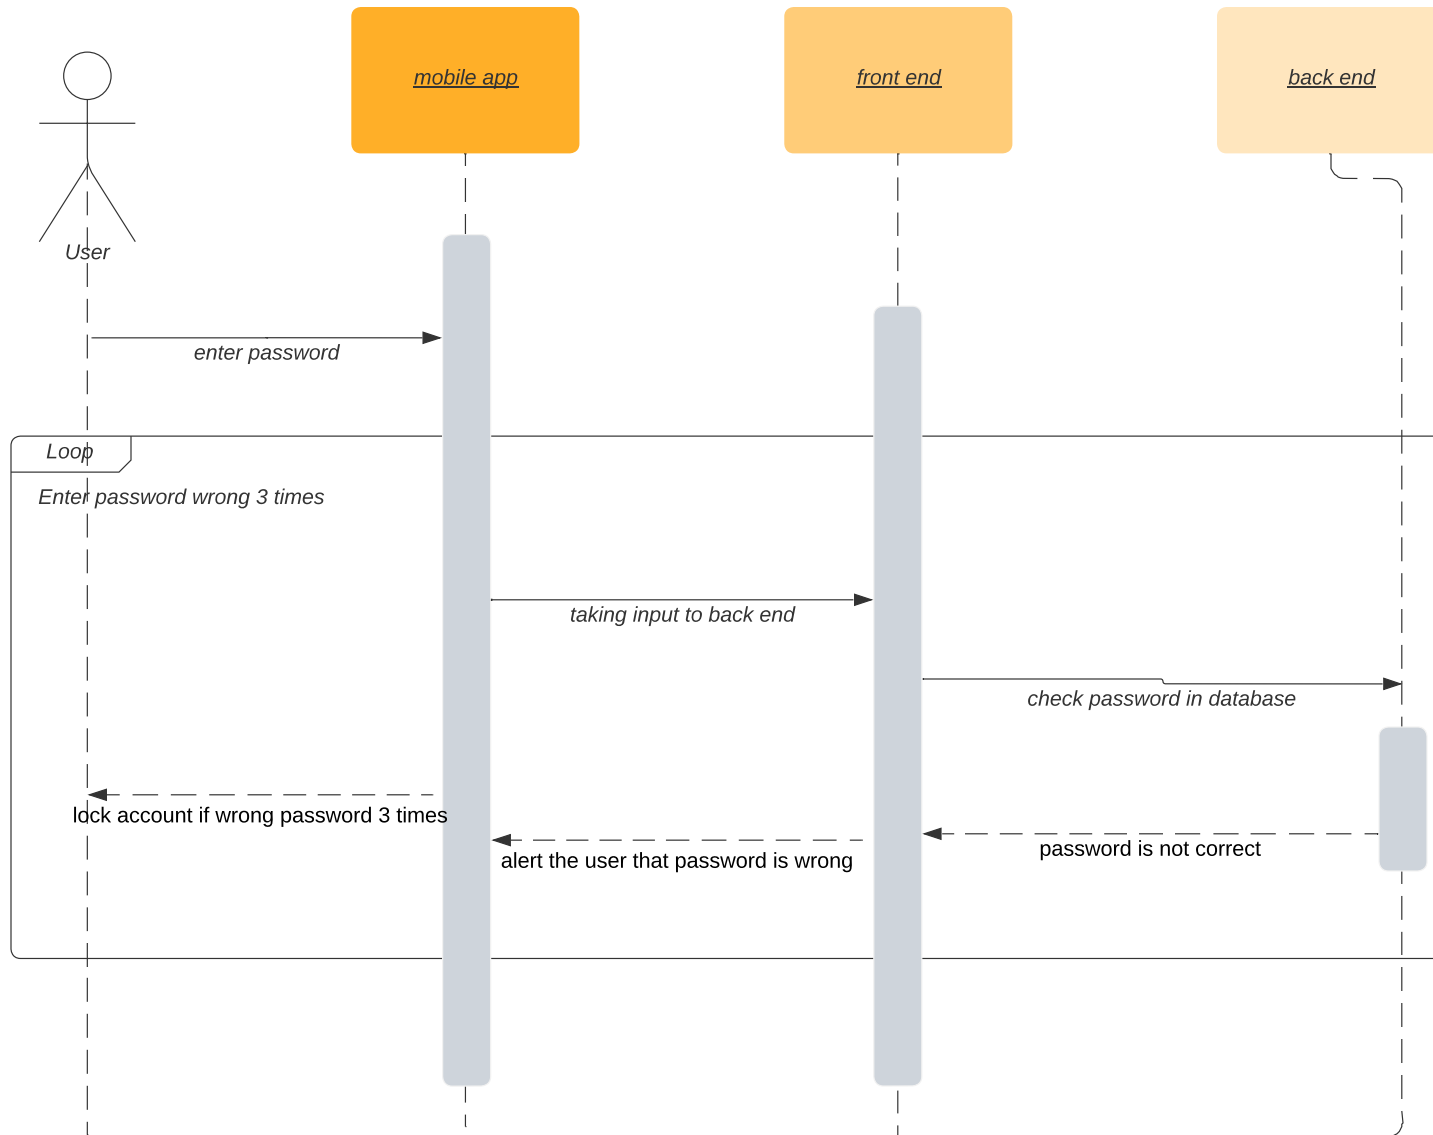 mobile app
front end
back end
User
enter password
Loop
Enter password wrong 3 times
taking input to back end
check password in database
lock account if wrong password 3 times
alert the user that password is wrong
password is not correct